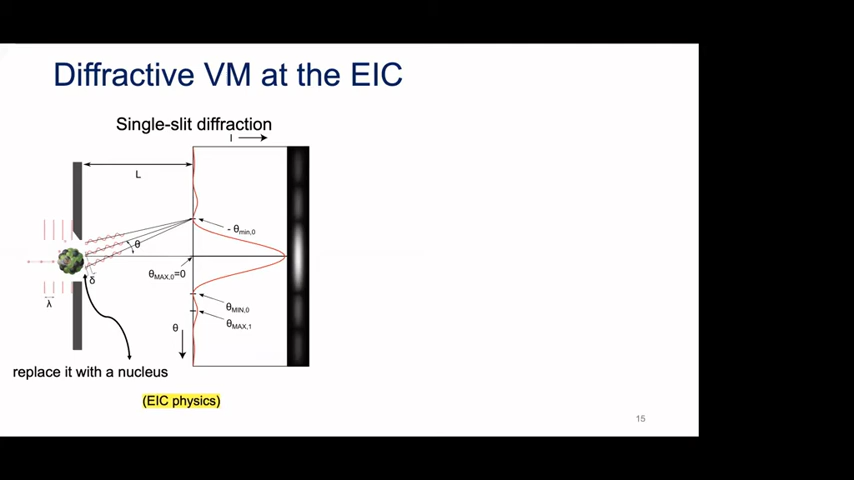 Diffractive VM at the EIC
Single-slit diffraction
I
L
- θmin,0
θ
θMAX,0=0
δ
λ
θMIN,0
θMAX,1
θ
replace it with a nucleus
(EIC physics)
15